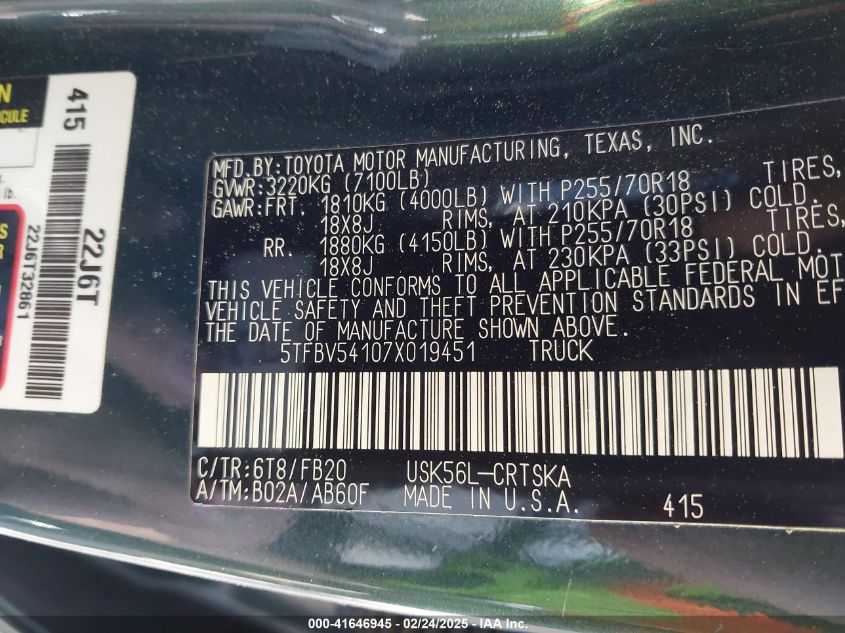 N
ICULE
lb.
415
22J6T
22J6T32861
S
R
MFD.BY:TOYOTA MOTOR MANUFACTURING, TEXAS, INC.
GVWR:3220KG (7100LB)
GAWR:FRT. 1810KG (4000LB) WITH P255/70R18 TIRES,
18X8J RIMS, AT 210KPA (30PSI) COLD.
RR. 1880KG (4150LB) WITH P255/70R18 TIRES,
18X8J RIMS, AT 230KPA (33PSI) COLD.
THIS VEHICLE CONFORMS TO ALL APPLICABLE FEDERAL MOT
VEHICLE SAFETY AND THEFT PREVENTION STANDARDS IN EF
THE DATE OF MANUFACTURE SHOWN ABOVE.
5TFBV54107X019451 TRUCK
C/TR:6T8/FB20 USK56L-CRTSKA
A/TM:B02A/AB60F MADE IN U.S.A. 415
000-41646945 - 02/24/2025 - IAAI.COM